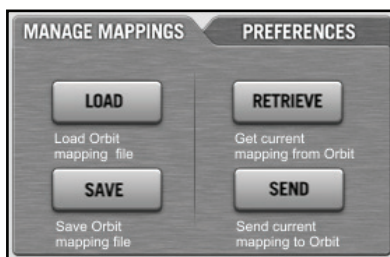 MANAGE MAPPINGS
PREFERENCES
LOAD
Load Orbit
mapping file
SAVE
Save Orbit
mapping file
RETRIEVE
Get current
mapping from Orbit
SEND
Send current
mapping to Orbit